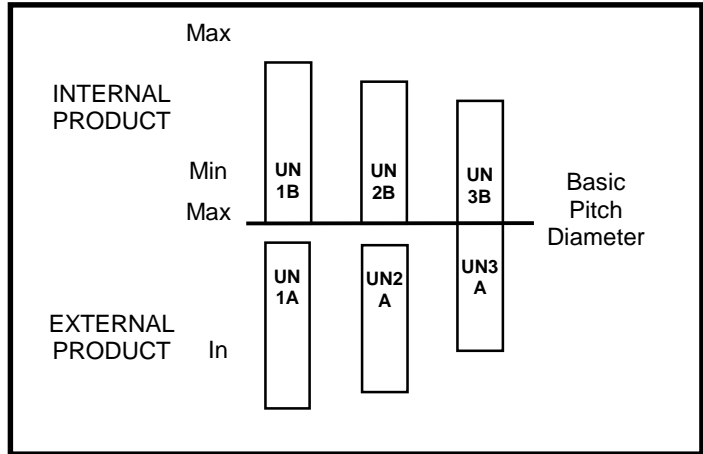 Max
INTERNAL
PRODUCT
Min
UN
1B
UN
2B
UN
3B
Max
Basic
Pitch
Diameter
UN
1A
UN2
A
UN3
A
EXTERNAL
PRODUCT
In